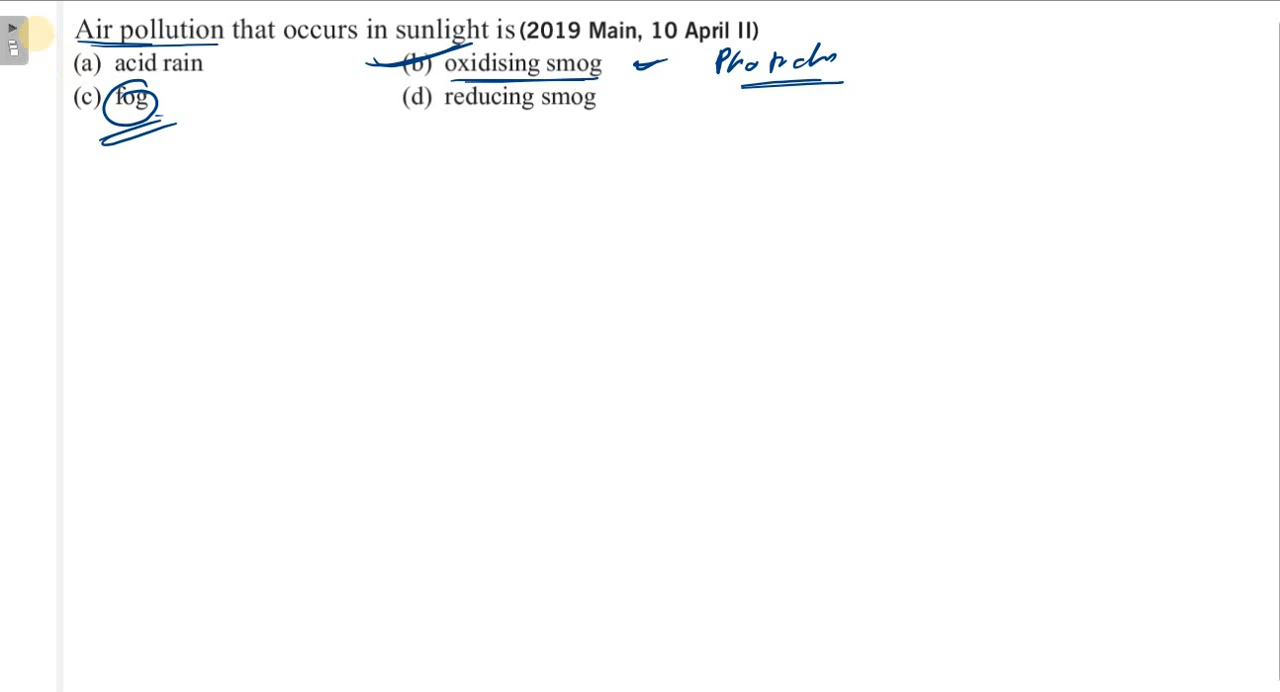 Air pollution that occurs in sunlight is (2019 Main, 10 April II)
(a) acid rain (b) oxidising smog
(c) fog (d) reducing smog